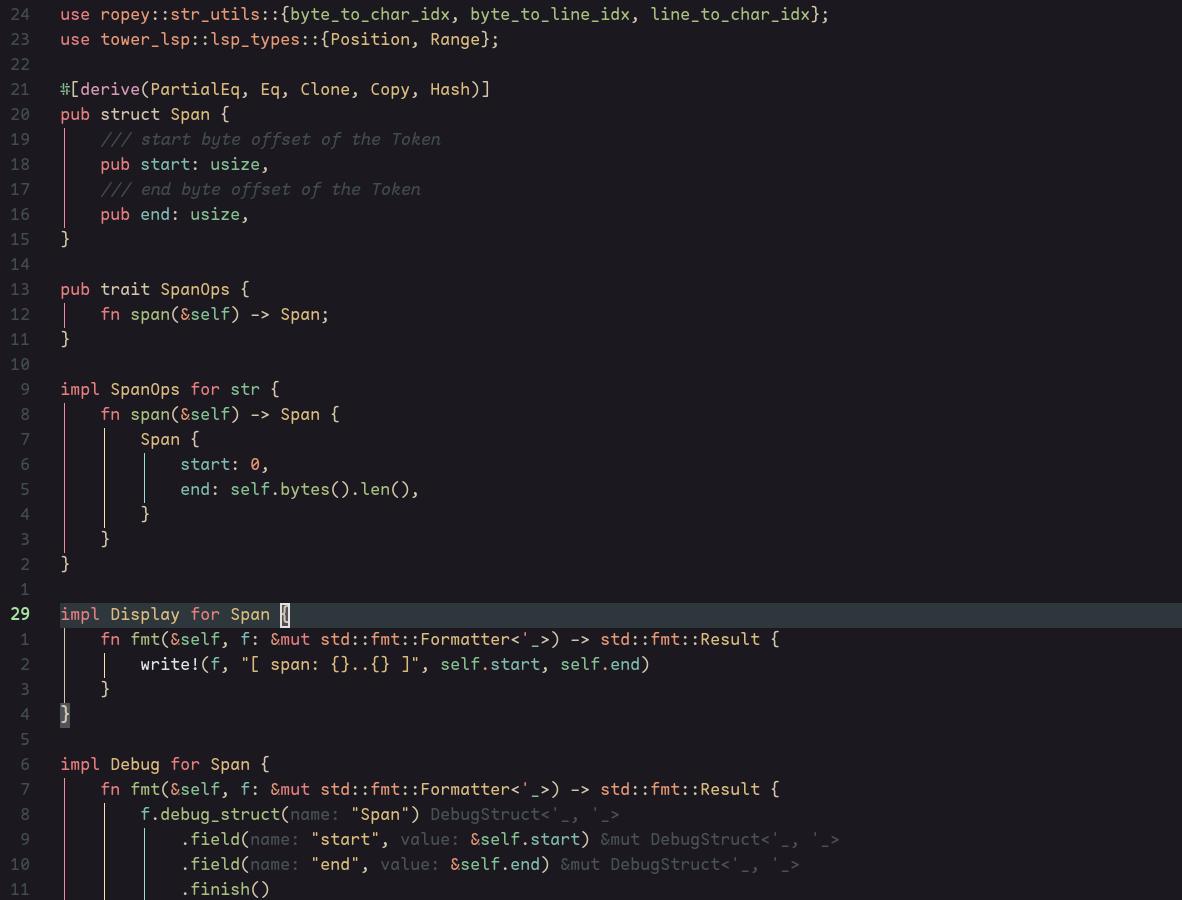 24 use ropey::str_utils::{byte_to_char_idx, byte_to_line_idx, line_to_char_idx};
23 use tower_lsp::lsp_types::{Position, Range};
22
21 #[derive(PartialEq, Eq, Clone, Copy, Hash)]
20 pub struct Span {
19     /// start byte offset of the Token
18     pub start: usize,
17     /// end byte offset of the Token
16     pub end: usize,
15 }
14
13 pub trait SpanOps {
12     fn span(&self) -> Span;
11 }
10
9 impl SpanOps for str {
8     fn span(&self) -> Span {
7         Span {
6             start: 0,
5             end: self.bytes().len(),
4         }
3     }
2 }
1
29 impl Display for Span {
1     fn fmt(&self, f: &mut std::fmt::Formatter<'_>) -> std::fmt::Result {
2         write!(f, "[ span: {}..{} ]", self.start, self.end)
3     }
4 }
5
6 impl Debug for Span {
7     fn fmt(&self, f: &mut std::fmt::Formatter<'_>) -> std::fmt::Result {
8         f.debug_struct(name: "Span") DebugStruct<'_, '_>
9             .field(name: "start", value: &self.start) &mut DebugStruct<'_, '_>
10             .field(name: "end", value: &self.end) &mut DebugStruct<'_, '_>
11             .finish()